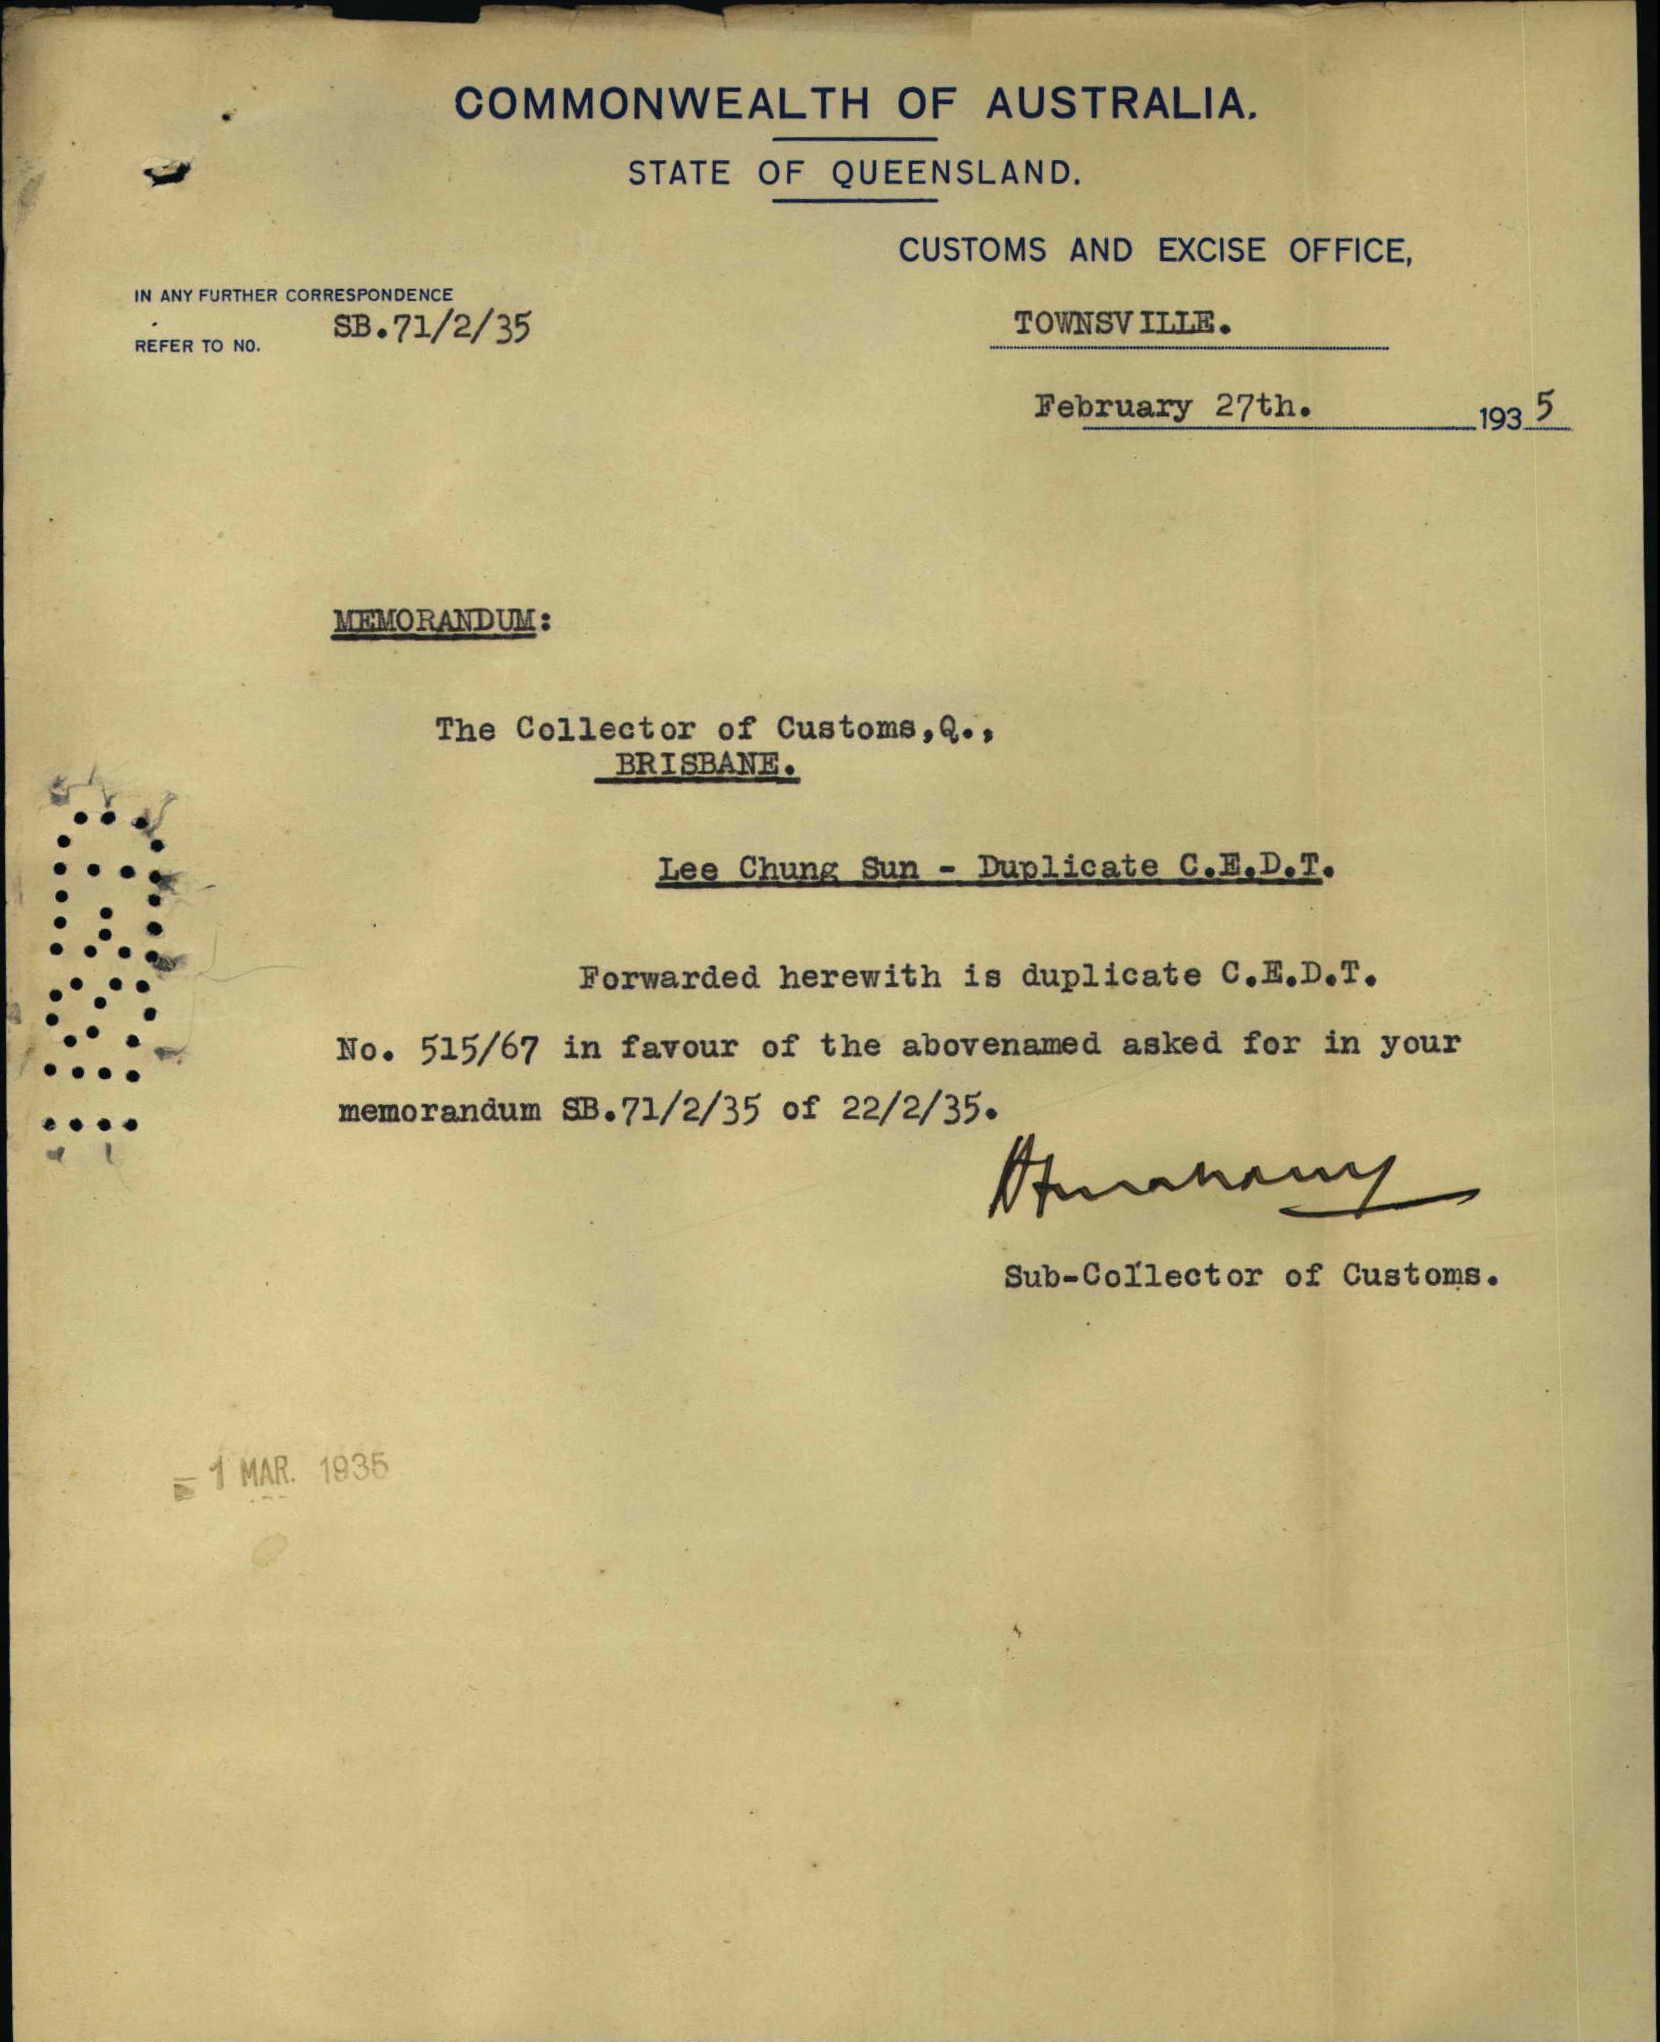 COMMONWEALTH OF AUSTRALIA.
STATE OF QUEENSLAND.
CUSTOMS AND EXCISE OFFICE,
IN ANY FURTHER CORRESPONDENCE
REFER TO NO. SB.71/2/35
TOWNSVILLE.
February 27th. 1935
MEMORANDUM:
The Collector of Customs,Q.,
BRISBANE.
Lee Chung Sun - Duplicate C.E.D.T.
Forwarded herewith is duplicate C.E.D.T.
No. 515/67 in favour of the abovenamed asked for in your
memorandum SB.71/2/35 of 22/2/35.
Sub-Collector of Customs.
- 1 MAR. 1935